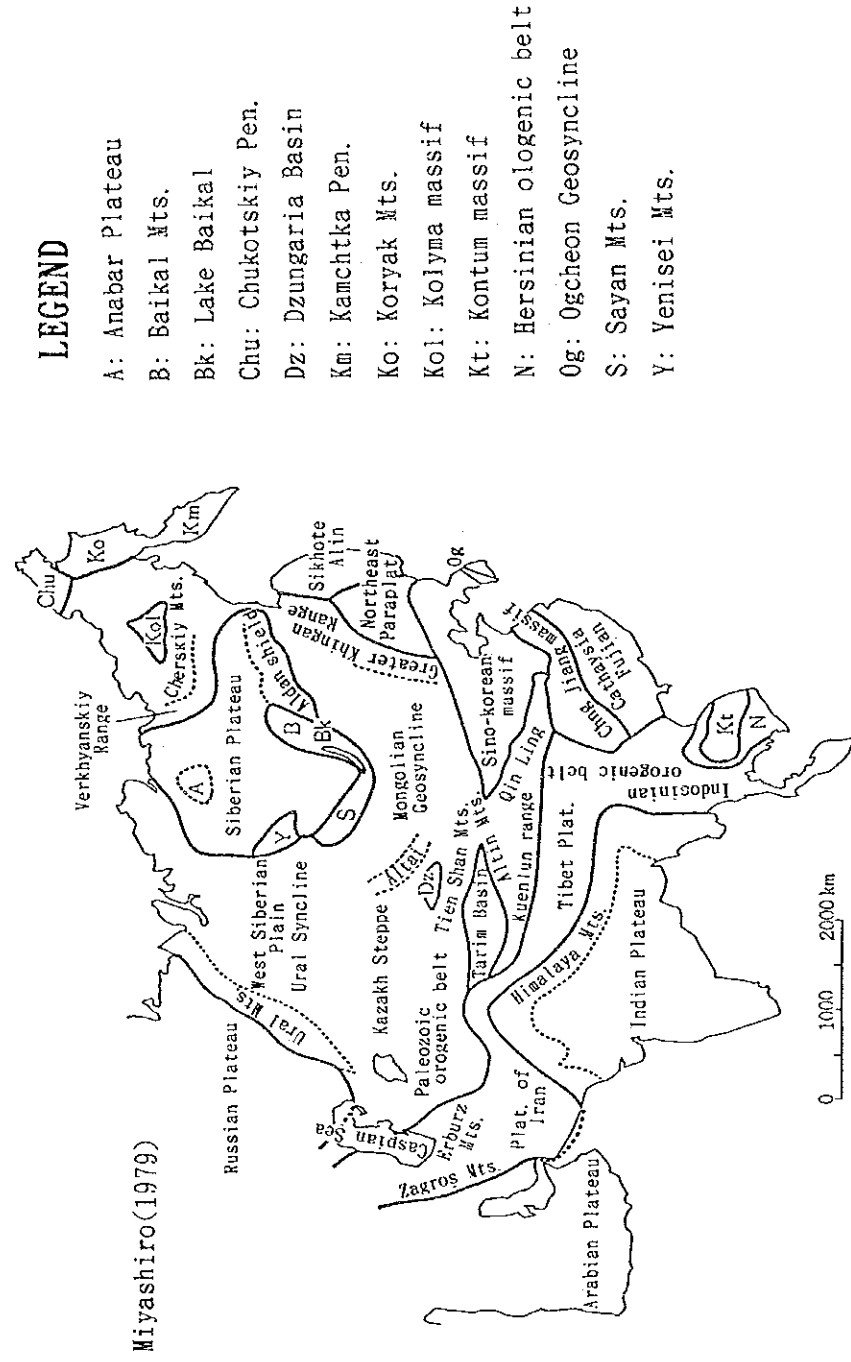 Miyashiro(1979)
Russian Plateau
Ural Mts.
West Siberian
Plain
Ural Syncline
Verkhyanskiy
Range
A
Siberian Plateau
Y
S
B
Bk
Aldan shield
Cherskiy Mts.
Kol
Chu
Ko
Km
Caspian
Sea
Kazakh Steppe
Paleozoic
orogenic belt
Altai
Dz
Mongolian
Geosyncline
Greater Khingan
Range
Sikhote
Alin
Northeast
Paraplat
Erburz
Mts.
Tien Shan Mts.
Tarim Basin
Altin Mts.
Kuenlun range
Qin Ling
Sino-korean
massif
Og
Zagros Mts.
Plat. of
Iran
Himalaya Mts.
Tibet Plat.
Indosinian
orogenic belt
Chng Jiang massif
Cathaysia
Fujian
Kt
N
Arabian Plateau
Indian Plateau
0
1000
2000km
LEGEND
A: Anabar Plateau
B: Baikal Mts.
Bk: Lake Baikal
Chu: Chukotskiy Pen.
Dz: Dzungaria Basin
Km: Kamchtka Pen.
Ko: Koryak Mts.
Kol: Kolyma massif
Kt: Kontum massif
N: Hersinian ologenic belt
Og: Ogcheon Geosyncline
S: Sayan Mts.
Y: Yenisei Mts.